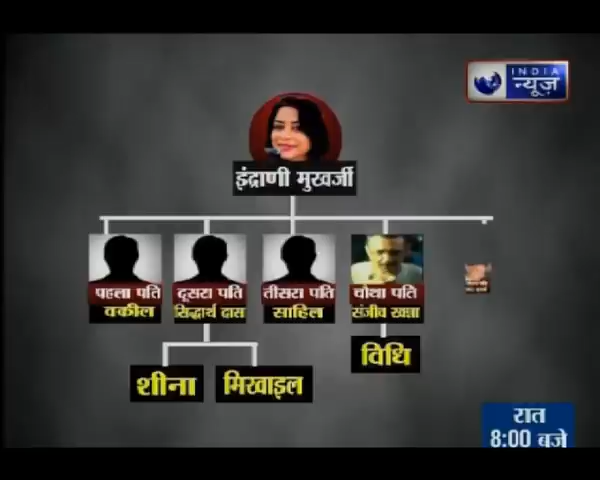 INDIA
न्यूज़
इंद्राणी मुखर्जी
पहला पति
वकील
दूसरा पति
सिद्धार्थ दास
तीसरा पति
साहिल
चौथा पति
संजीव खन्ना
शीना
मिखाइल
विधि
रात
8:00 बजे